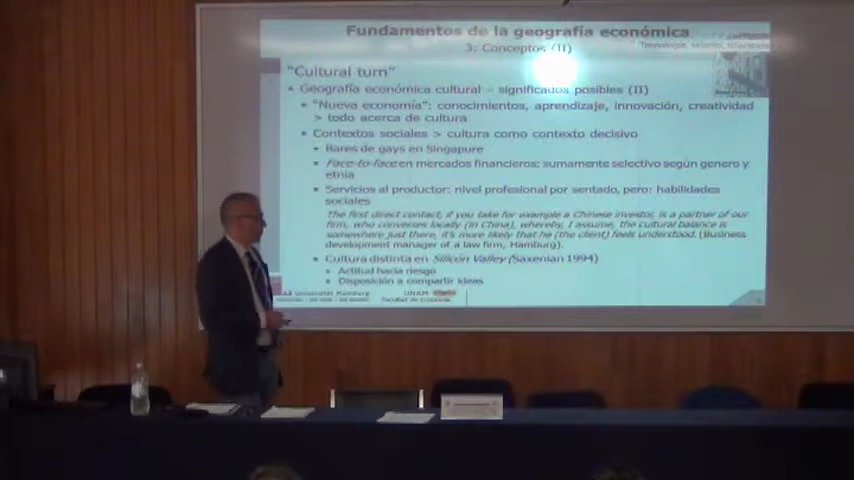 Fundamentos de la geografía económica
3: Conceptos (II)
Tecnología, talento, tolerancia
"Cultural turn"
Geografía económica cultural – significados posibles (II)
"Nueva economía": conocimientos, aprendizaje, innovación, creatividad
> todo acerca de cultura
Contextos sociales > cultura como contexto decisivo
Bares de gays en Singapure
Face-to-face en mercados financieros: sumamente selectivo según genero y
etnia
Servicios al productor: nivel profesional por sentado, pero: habilidades
sociales
The first direct contact, if you take for example a Chinese investor, is a partner of our
firm, who converses locally (in China), whereby, I assume, the cultural balance is
somewhere just there, it's more likely that he (the client) feels understood. (Business
development manager of a law firm, Hamburg).
Cultura distinta en Silicon Valley (Saxenian 1994)
Actitud hacia riesgo
Disposición a compartir ideas
Universität Hamburg
UNAM
Facultad de Economía